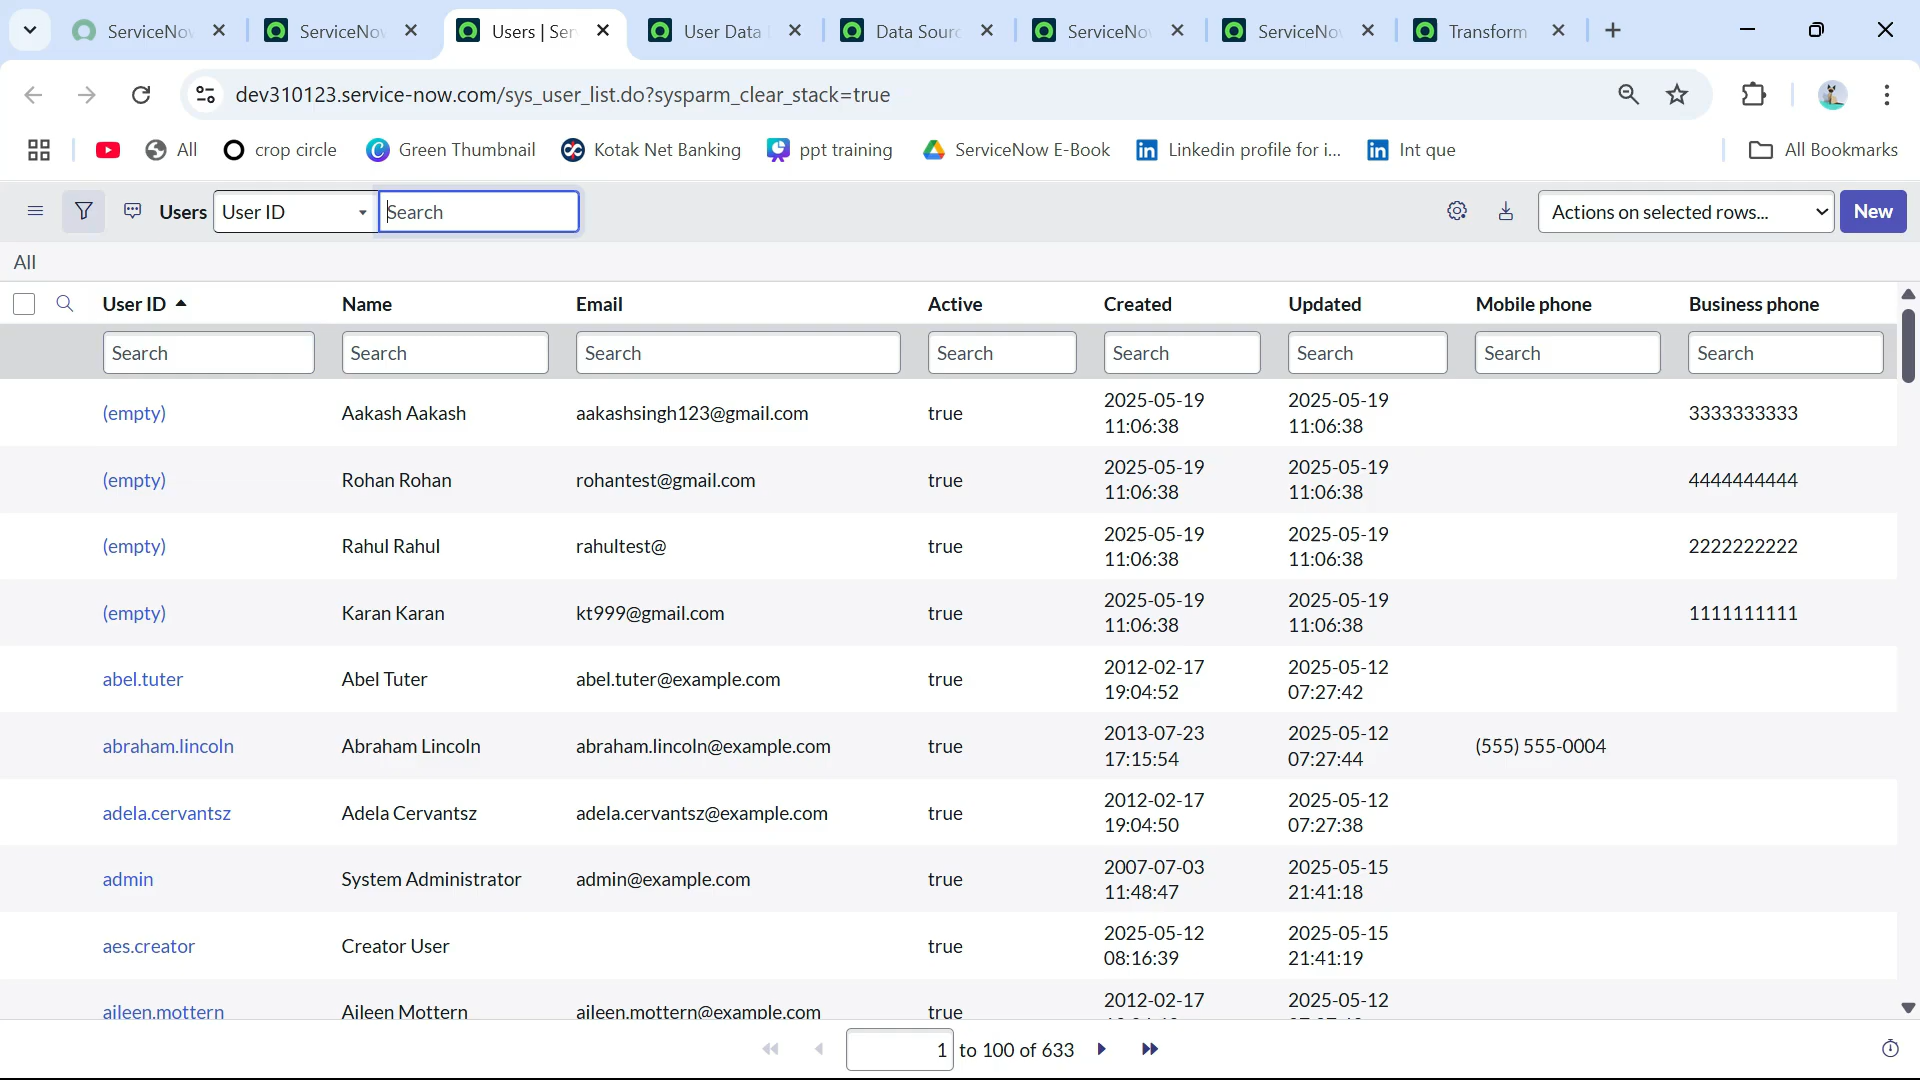 ServiceNov
ServiceNov
Users | Ser
User Data
Data Sourc
ServiceNo
ServiceNo
Transform
dev310123.service-now.com/sys_user_list.do?sysparm_clear_stack=true
All
crop circle
Green Thumbnail
Kotak Net Banking
ppt training
ServiceNow E-Book
Linkedin profile for i...
Int que
All Bookmarks
Users
User ID
Search
Actions on selected rows...
New
All
User ID Name Email Active Created Updated Mobile phone Business phone
Search Search Search Search Search Search Search Search
(empty) Aakash Aakash aakashsingh123@gmail.com true 2025-05-19 11:06:38 2025-05-19 11:06:38 3333333333
(empty) Rohan Rohan rohantest@gmail.com true 2025-05-19 11:06:38 2025-05-19 11:06:38 4444444444
(empty) Rahul Rahul rahultest@ true 2025-05-19 11:06:38 2025-05-19 11:06:38 2222222222
(empty) Karan Karan kt999@gmail.com true 2025-05-19 11:06:38 2025-05-19 11:06:38 1111111111
abel.tuter Abel Tuter abel.tuter@example.com true 2012-02-17 19:04:52 2025-05-12 07:27:42
abraham.lincoln Abraham Lincoln abraham.lincoln@example.com true 2013-07-23 17:15:54 2025-05-12 07:27:44 (555) 555-0004
adela.cervantsz Adela Cervantsz adela.cervantsz@example.com true 2012-02-17 19:04:50 2025-05-12 07:27:38
admin System Administrator admin@example.com true 2007-07-03 11:48:47 2025-05-15 21:41:18
aes.creator Creator User true 2025-05-12 08:16:39 2025-05-15 21:41:19
aileen.mottern Aileen Mottern aileen.mottern@example.com true 2012-02-17 2025-05-12
1 to 100 of 633